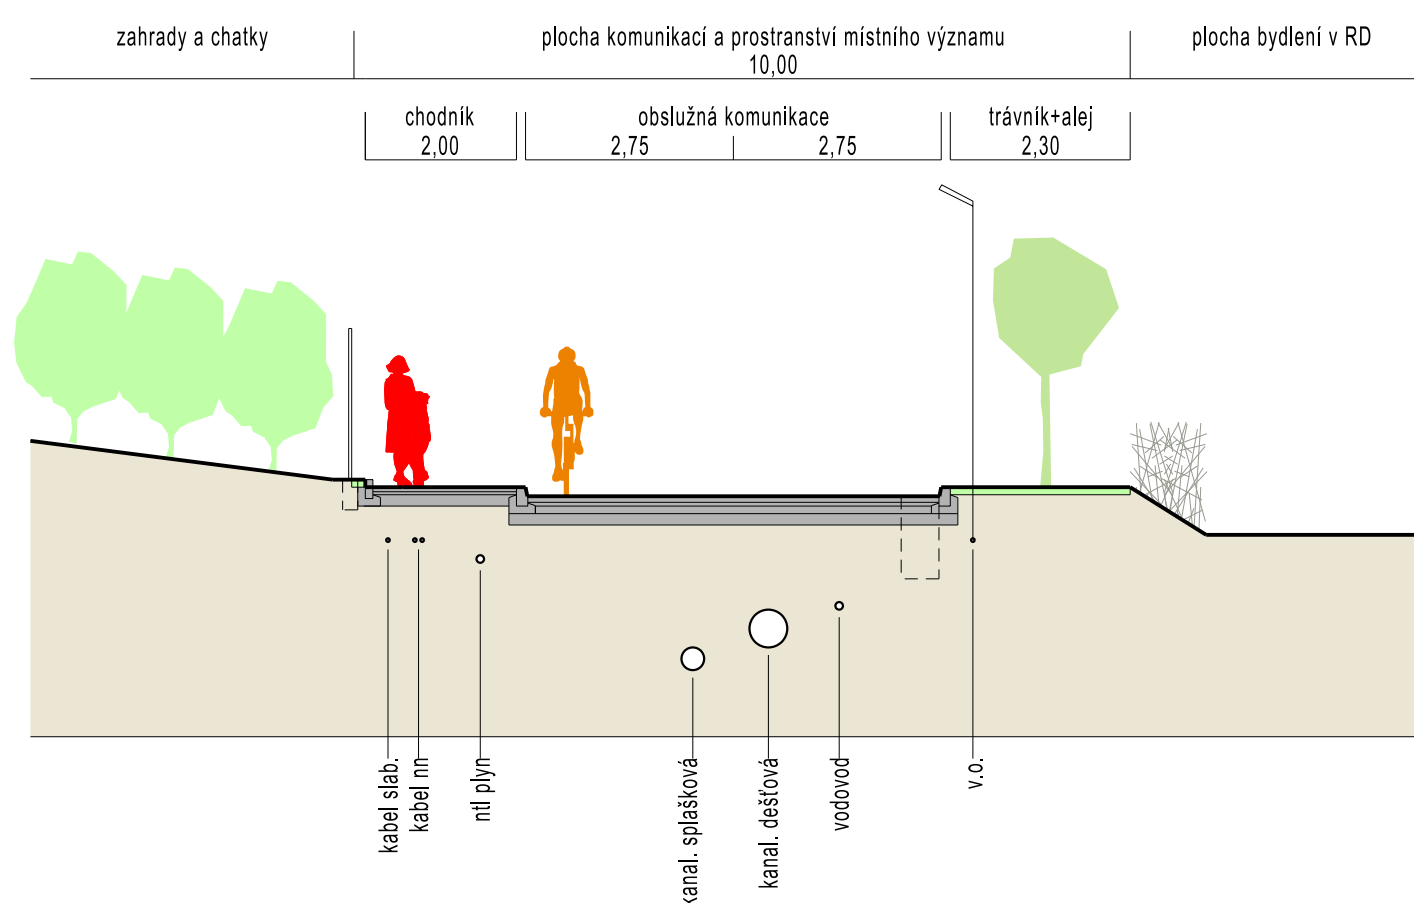 zahrady a chatky
plocha komunikací a prostranství místního významu
10,00
plocha bydlení v RD
chodník
2,00
obslužná komunikace
2,75
2,75
trávník+alej
2,30
kabel slab.
kabel nn
ntl plyn
kanal. splašková
kanal. dešťová
vodovod
v.o.